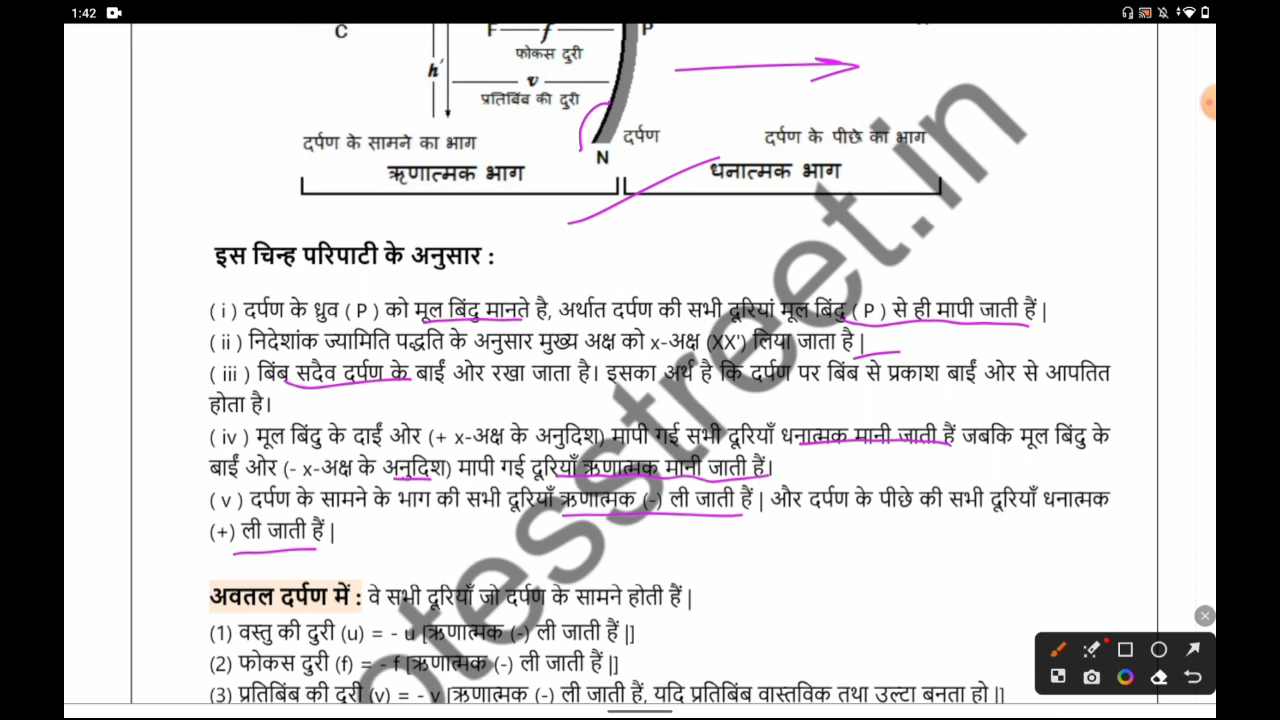 1:42
C
F
f
P
फोकस दुरी
h'
v
प्रतिबिंब की दुरी
दर्पण के सामने का भाग
दर्पण
दर्पण के पीछे का भाग
N
ऋणात्मक भाग
धनात्मक भाग
इस चिन्ह परिपाटी के अनुसार :
( i ) दर्पण के ध्रुव ( P ) को मूल बिंदु मानते है, अर्थात दर्पण की सभी दूरियां मूल बिंदु ( P ) से ही मापी जाती हैं |
( ii ) निदेशांक ज्यामिति पद्धति के अनुसार मुख्य अक्ष को x-अक्ष (XX') लिया जाता है |
( iii ) बिंब सदैव दर्पण के बाईं ओर रखा जाता है। इसका अर्थ है कि दर्पण पर बिंब से प्रकाश बाईं ओर से आपतित
होता है।
( iv ) मूल बिंदु के दाईं ओर (+ x-अक्ष के अनुदिश) मापी गई सभी दूरियाँ धनात्मक मानी जाती हैं जबकि मूल बिंदु के
बाईं ओर (- x-अक्ष के अनुदिश) मापी गई दूरियाँ ऋणात्मक मानी जाती हैं।
( v ) दर्पण के सामने के भाग की सभी दूरियाँ ऋणात्मक (-) ली जाती हैं | और दर्पण के पीछे की सभी दूरियाँ धनात्मक
(+) ली जाती हैं |
अवतल दर्पण में : वे सभी दूरियाँ जो दर्पण के सामने होती हैं |
(1) वस्तु की दुरी (u) = - u [ऋणात्मक (-) ली जाती हैं |]
(2) फोकस दुरी (f) = - f [ऋणात्मक (-) ली जाती हैं |]
(3) प्रतिबिंब की दुरी (v) = - v [ऋणात्मक (-) ली जाती हैं, यदि प्रतिबिंब वास्तविक तथा उल्टा बनता हो |]
otesstreet.in